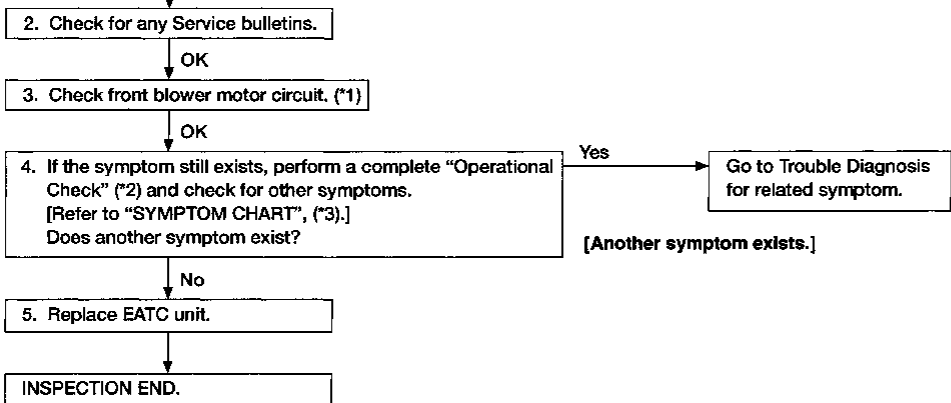 2. Check for any Service bulletins.
OK
3. Check front blower motor circuit. (*1)
OK
4. If the symptom still exists, perform a complete “Operational
Check” (*2) and check for other symptoms.
[Refer to “SYMPTOM CHART”, (*3).]
Does another symptom exist?
Yes
Go to Trouble Diagnosis
for related symptom.
[Another symptom exists.]
No
5. Replace EATC unit.
INSPECTION END.